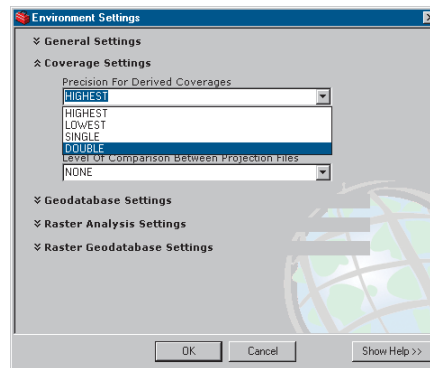 Environment Settings
General Settings
Coverage Settings
Precision For Derived Coverages
HIGHEST
HIGHEST
LOWEST
SINGLE
DOUBLE
Level Of Comparison Between Projection Files
NONE
Geodatabase Settings
Raster Analysis Settings
Raster Geodatabase Settings
OK Cancel Show Help >>